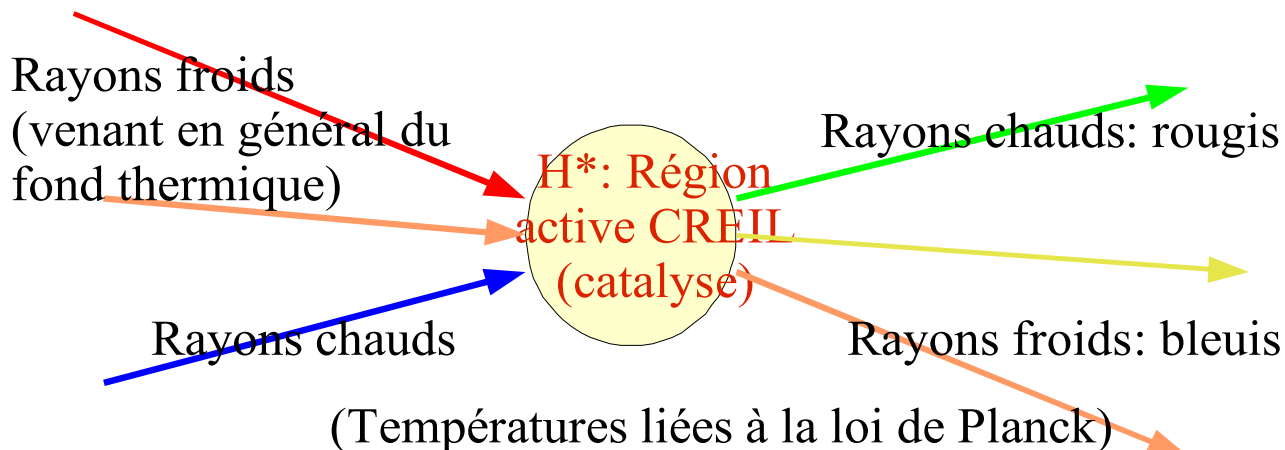 Rayons froids
(venant en général du
fond thermique)
Rayons chauds
H*: Région
active CREIL
(catalyse)
Rayons chauds: rougis
Rayons froids: bleuis
(Températures liées à la loi de Planck)